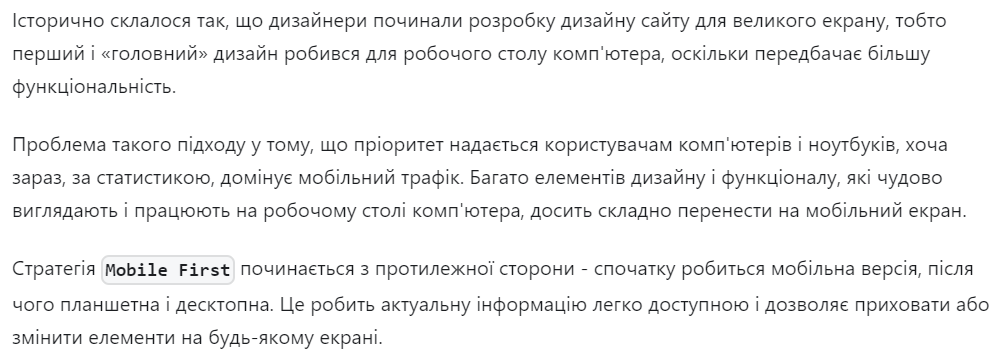 Історично склалося так, що дизайнери починали розробку дизайну сайту для великого екрану, тобто
перший і «головний» дизайн робився для робочого столу комп'ютера, оскільки передбачає більшу
функціональність.
Проблема такого підходу у тому, що пріоритет надається користувачам комп'ютерів і ноутбуків, хоча
зараз, за статистикою, домінує мобільний трафік. Багато елементів дизайну і функціоналу, які чудово
виглядають і працюють на робочому столі комп'ютера, досить складно перенести на мобільний екран.
Стратегія Mobile First починається з протилежної сторони - спочатку робиться мобільна версія, після
чого планшетна і десктопна. Це робить актуальну інформацію легко доступною і дозволяє приховати або
змінити елементи на будь-якому екрані.